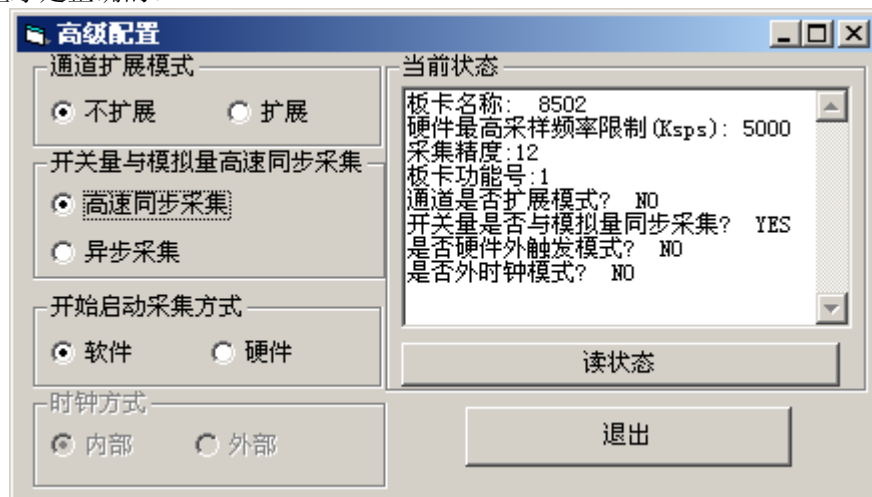 高级配置
通道扩展模式
不扩展
扩展
开关量与模拟量高速同步采集
高速同步采集
异步采集
开始启动采集方式
软件
硬件
时钟方式
内部
外部
当前状态
板卡名称: 8502
硬件最高采样频率限制(Ksps): 5000
采集精度:12
板卡功能号:1
通道是否扩展模式? NO
开关量是否与模拟量同步采集? YES
是否硬件外触发模式? NO
是否外时钟模式? NO
读状态
退出